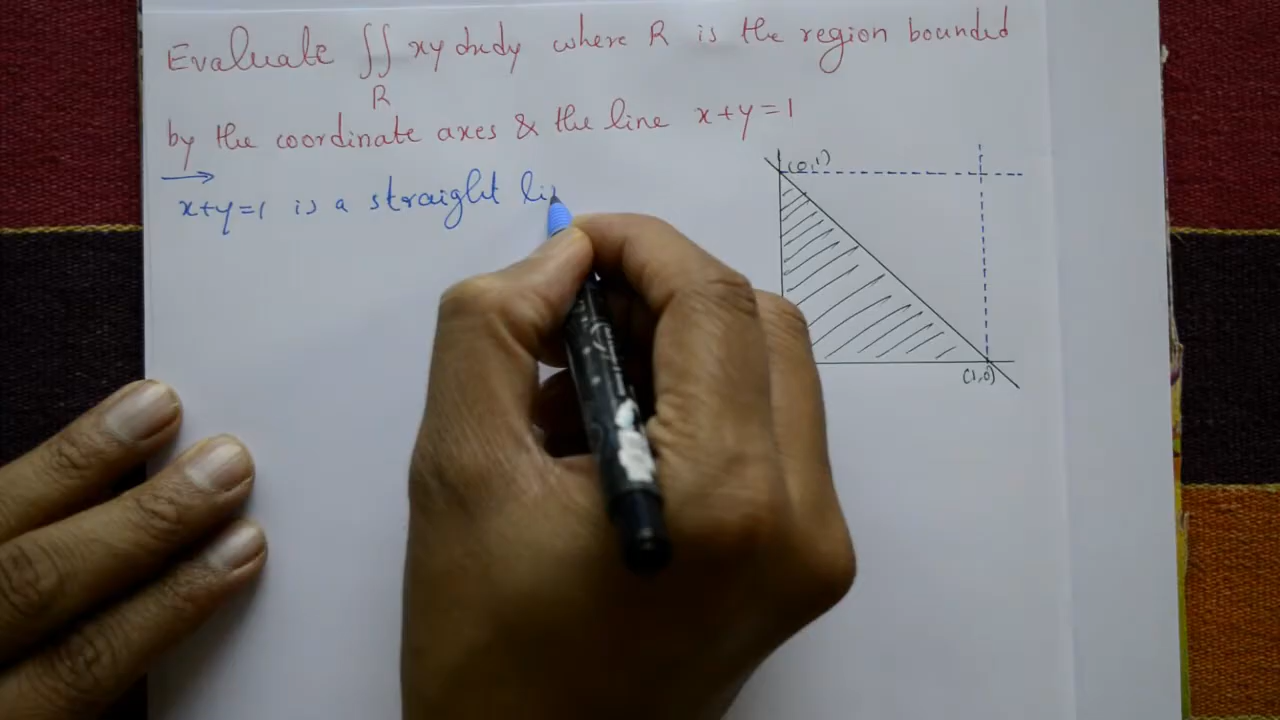 Evaluate ∬ xy dxdy where R is the region bounded
R
by the coordinate axes & the line x+y=1
(0,1)
x+y=1 is a straight li
(1,0)